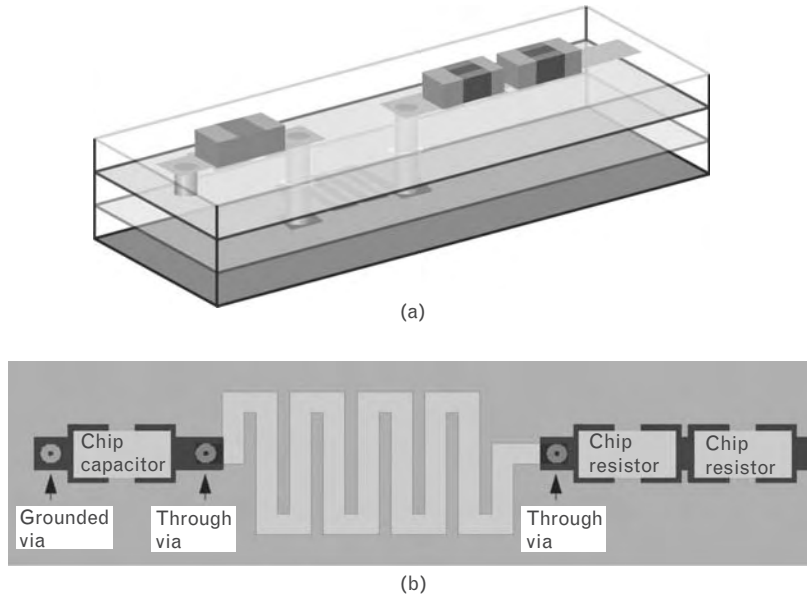 (a)
Chip
capacitor
Chip
resistor
Chip
resistor
Grounded
via
Through
via
Through
via
(b)